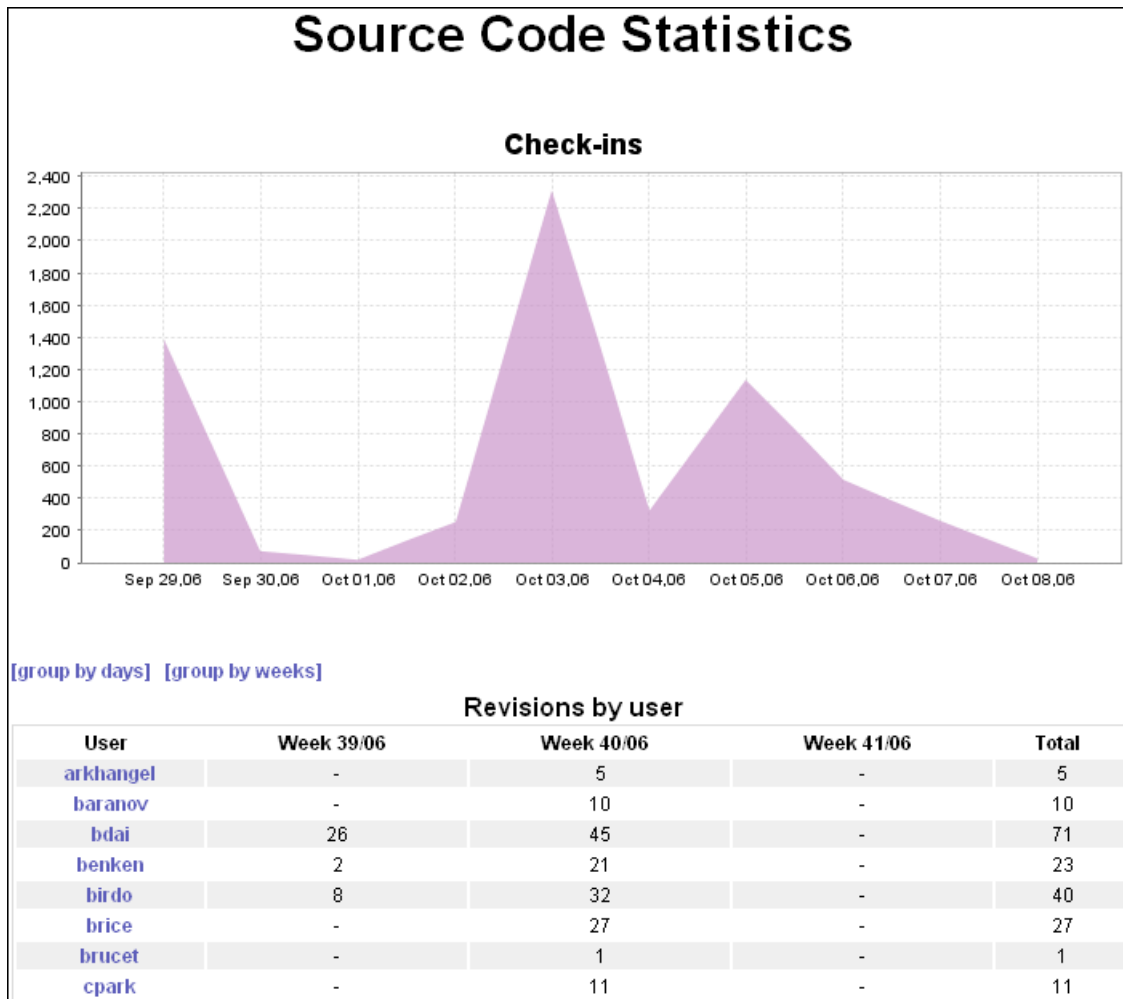 Source Code Statistics
Check-ins
2,400
2,200
2,000
1,800
1,600
1,400
1,200
1,000
800
600
400
200
0
Sep 29,06 Sep 30,06 Oct 01,06 Oct 02,06 Oct 03,06 Oct 04,06 Oct 05,06 Oct 06,06 Oct 07,06 Oct 08,06
[group by days] [group by weeks]
Revisions by user
User Week 39/06 Week 40/06 Week 41/06 Total
arkhangel - 5 - 5
baranov - 10 - 10
bdai 26 45 - 71
benken 2 21 - 23
birdo 8 32 - 40
brice - 27 - 27
brucet - 1 - 1
cpark - 11 - 11